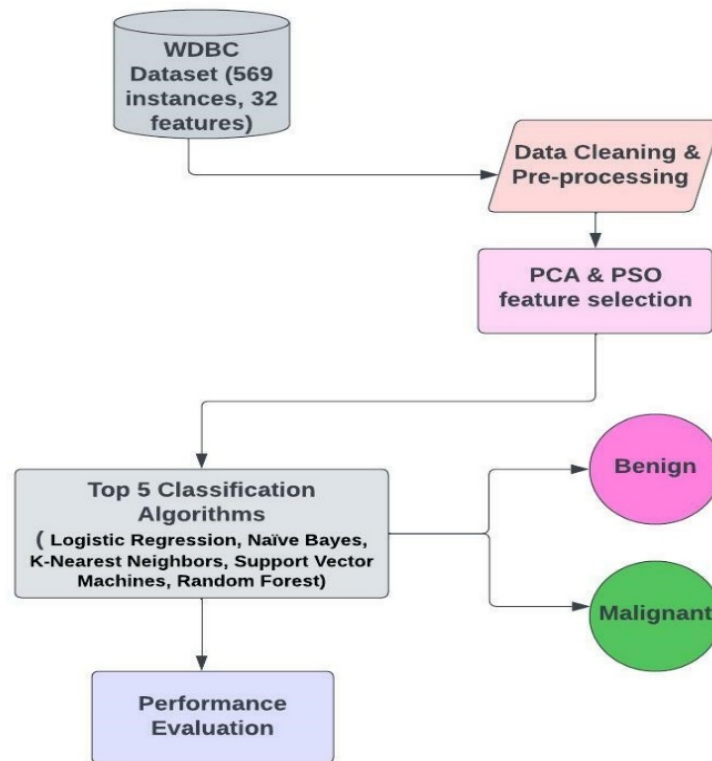 WDBC
Dataset (569
instances, 32
features)
Data Cleaning &
Pre-processing
PCA & PSO
feature selection
Top 5 Classification
Algorithms
( Logistic Regression, Naïve Bayes,
K-Nearest Neighbors, Support Vector
Machines, Random Forest)
Benign
Malignant
Performance
Evaluation